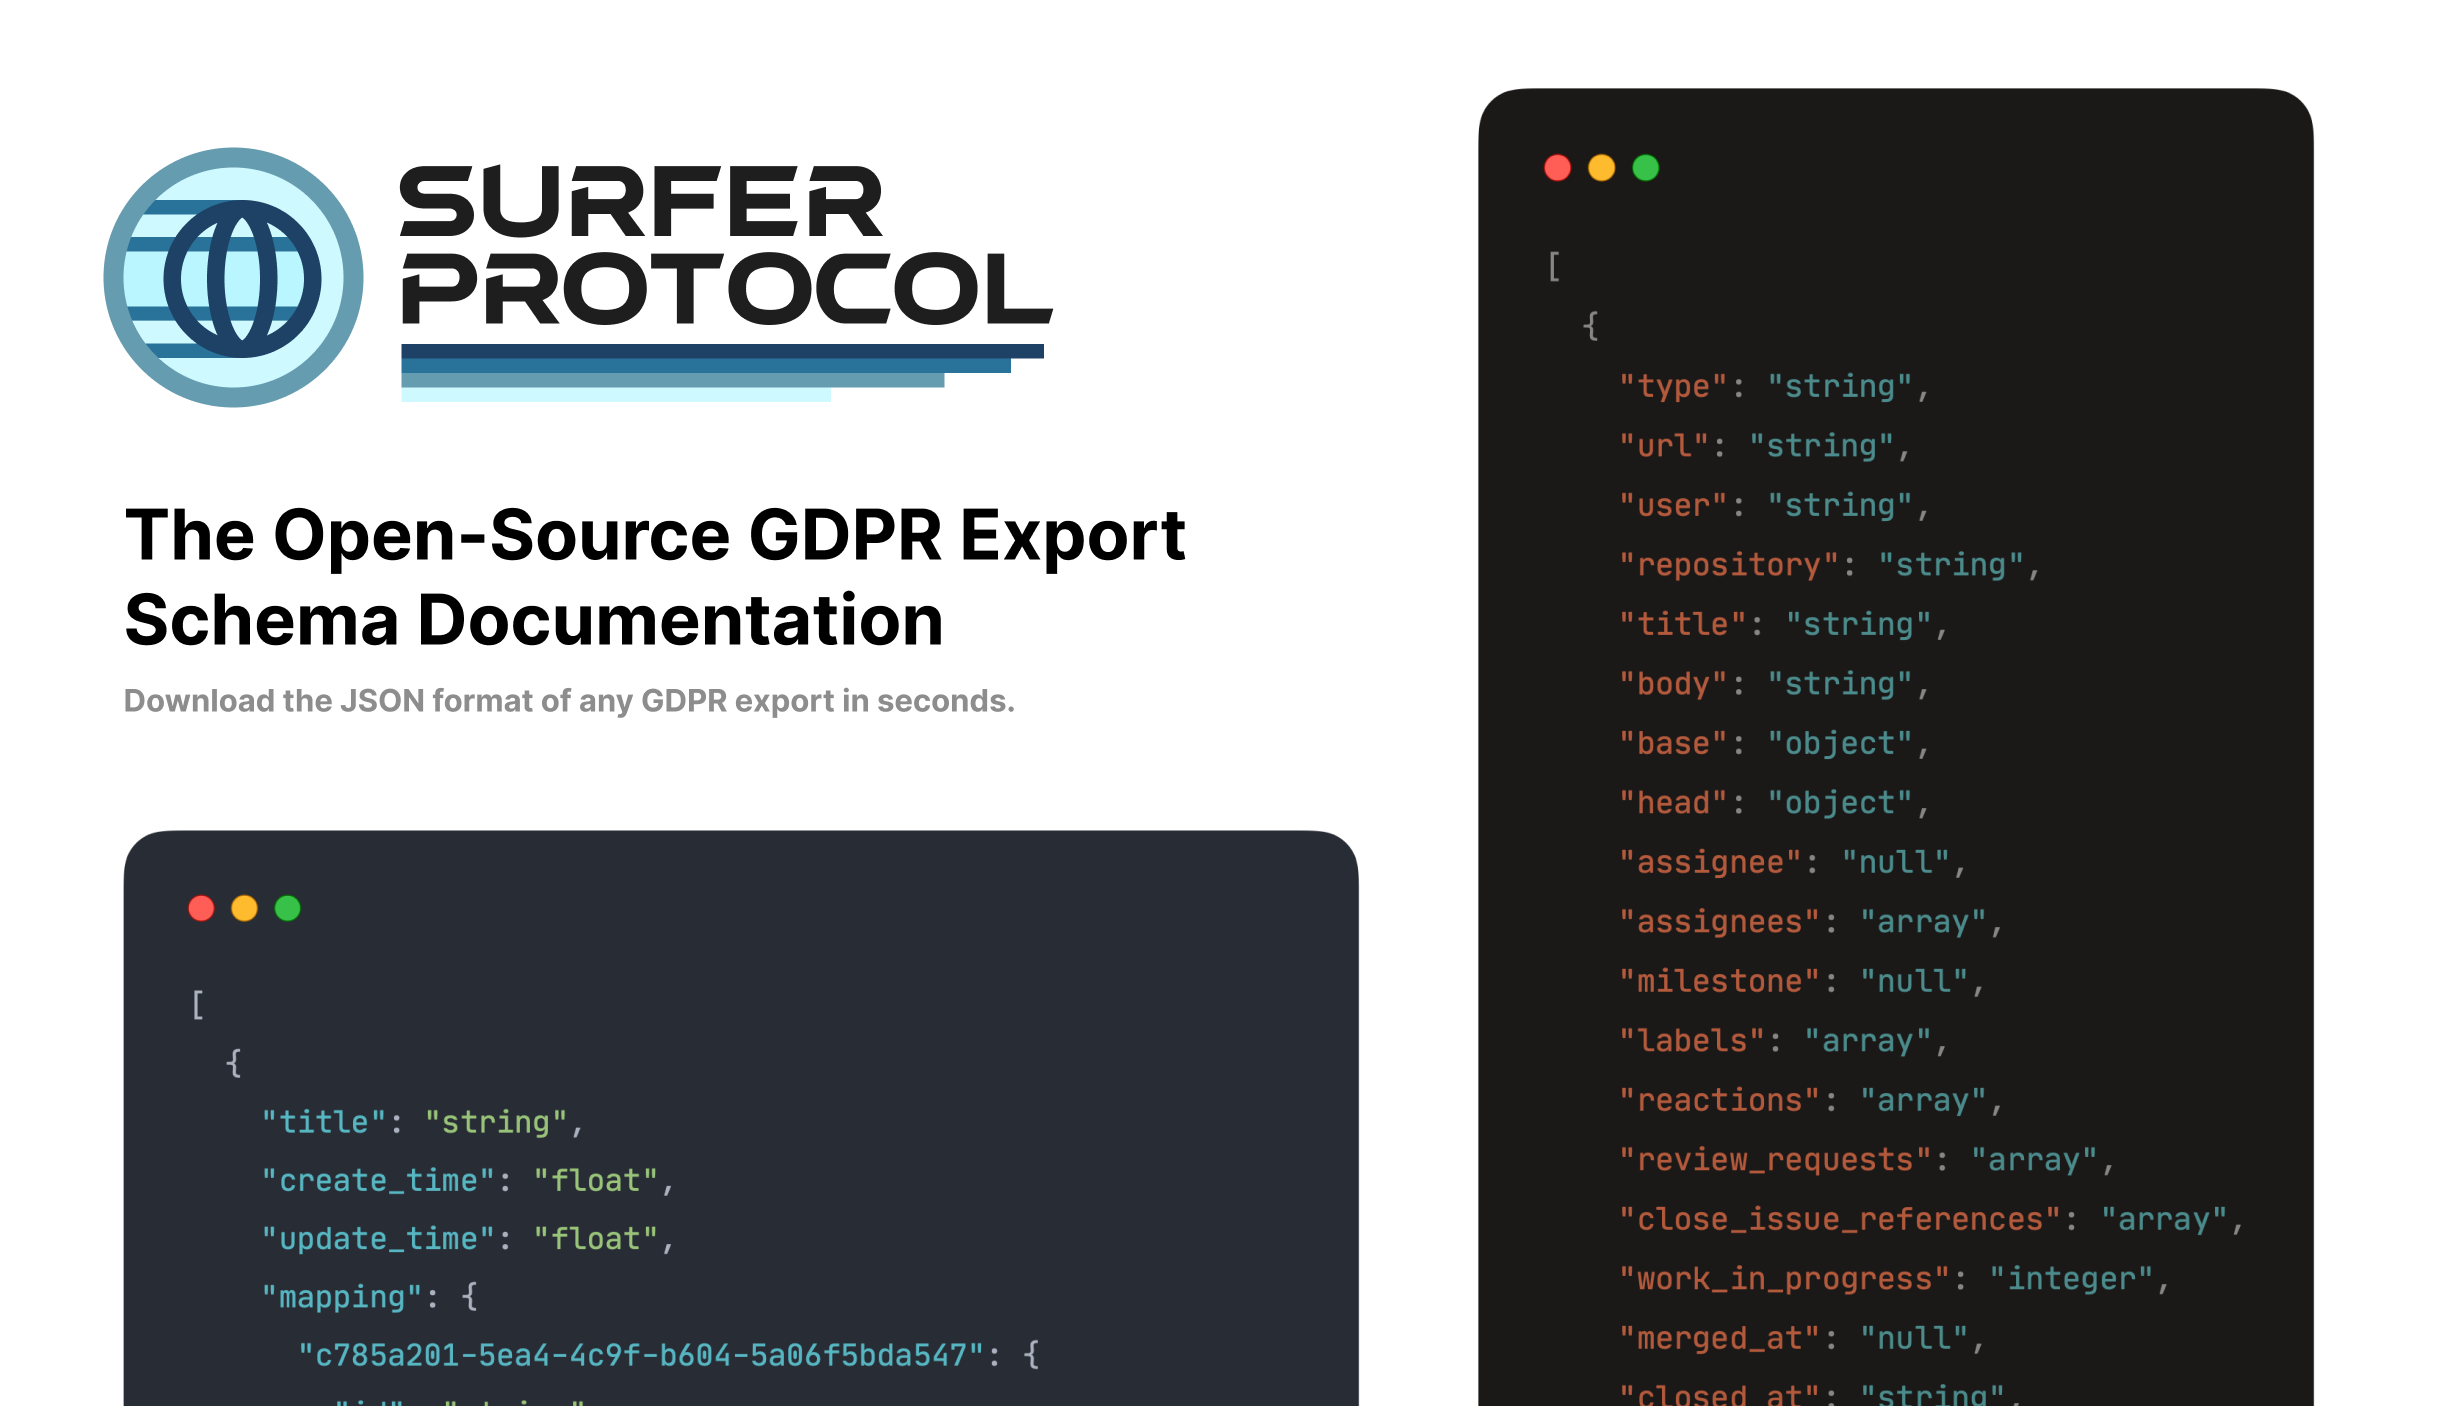 SURFER
PROTOCOL
The Open-Source GDPR Export
Schema Documentation
Download the JSON format of any GDPR export in seconds.
[
{
"title": "string",
"create_time": "float",
"update_time": "float",
"mapping": {
"c785a201-5ea4-4c9f-b604-5a06f5bda547": {
[
{
"type": "string",
"url": "string",
"user": "string",
"repository": "string",
"title": "string",
"body": "string",
"base": "object",
"head": "object",
"assignee": "null",
"assignees": "array",
"milestone": "null",
"labels": "array",
"reactions": "array",
"review_requests": "array",
"close_issue_references": "array",
"work_in_progress": "integer",
"merged_at": "null",
"closed_at": "string",